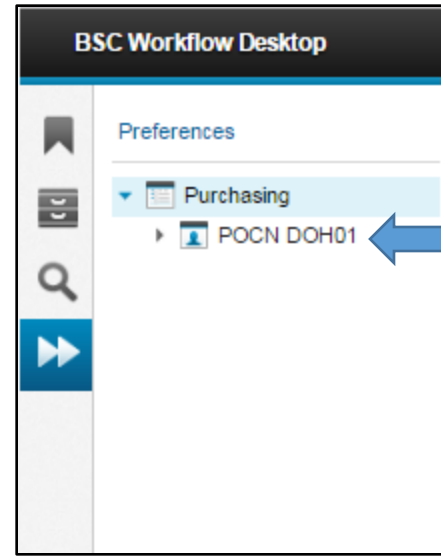 BSC Workflow Desktop
Preferences
Purchasing
POCN DOH01